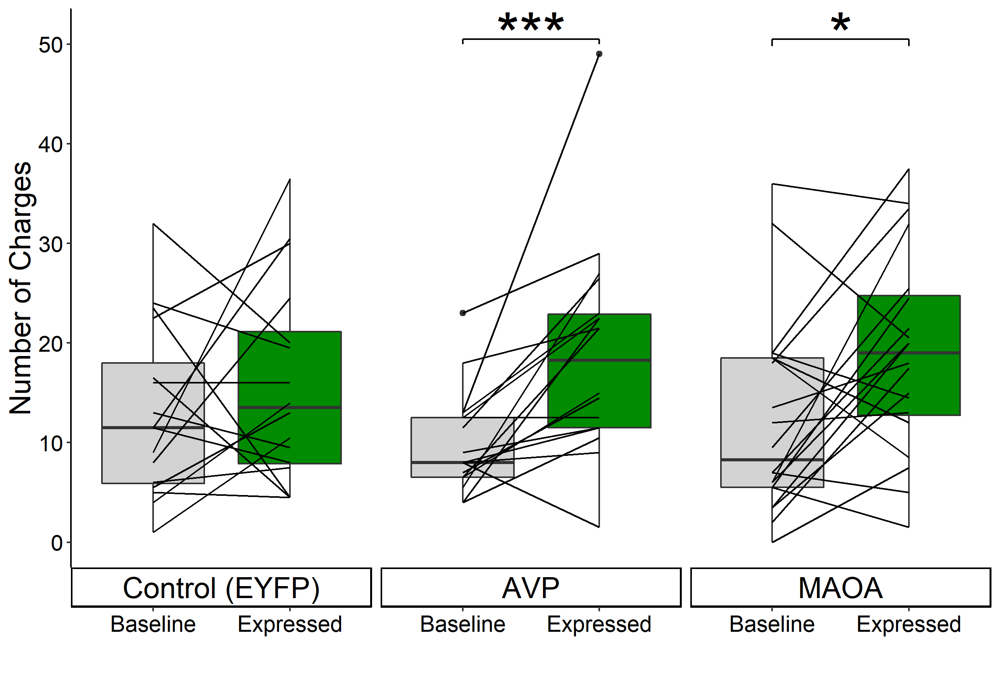 ***
*
50
40
30
20
10
0
Number of Charges
Control (EYFP)
AVP
MAOA
Baseline
Expressed
Baseline
Expressed
Baseline
Expressed